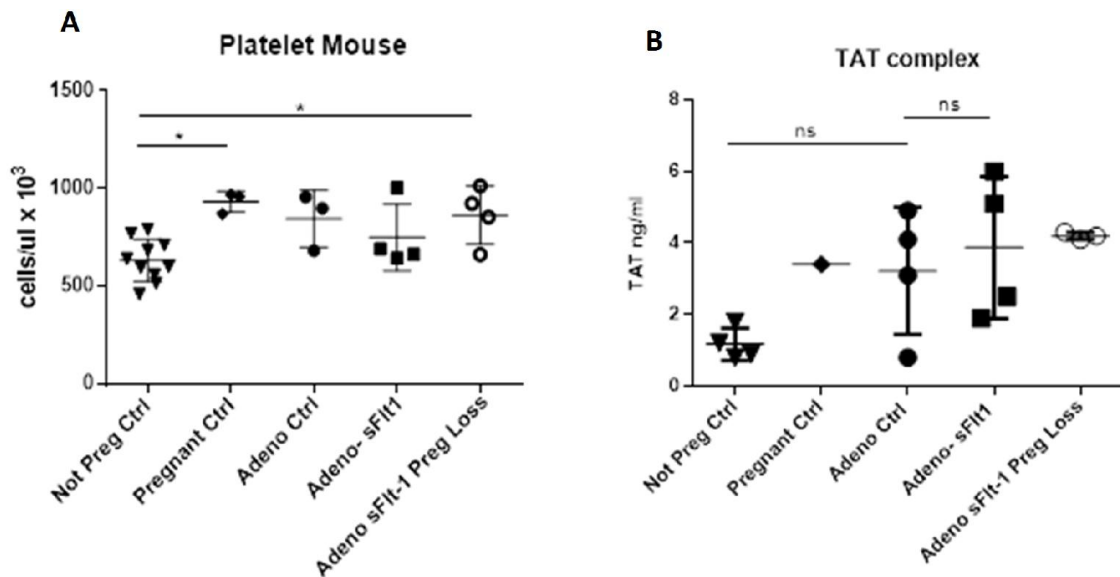 A
Platelet Mouse
cells/ul x 10³
1500
1000
500
0
*
*
Not Preg Ctrl
Pregnant Ctrl
Adeno Ctrl
Adeno- sFlt1
Adeno sFlt-1 Preg Loss
B
TAT complex
TAT ng/ml
8
6
4
2
0
ns
ns
Not Preg Ctrl
Pregnant Ctrl
Adeno Ctrl
Adeno- sFlt1
Adeno sFlt-1 Preg Loss